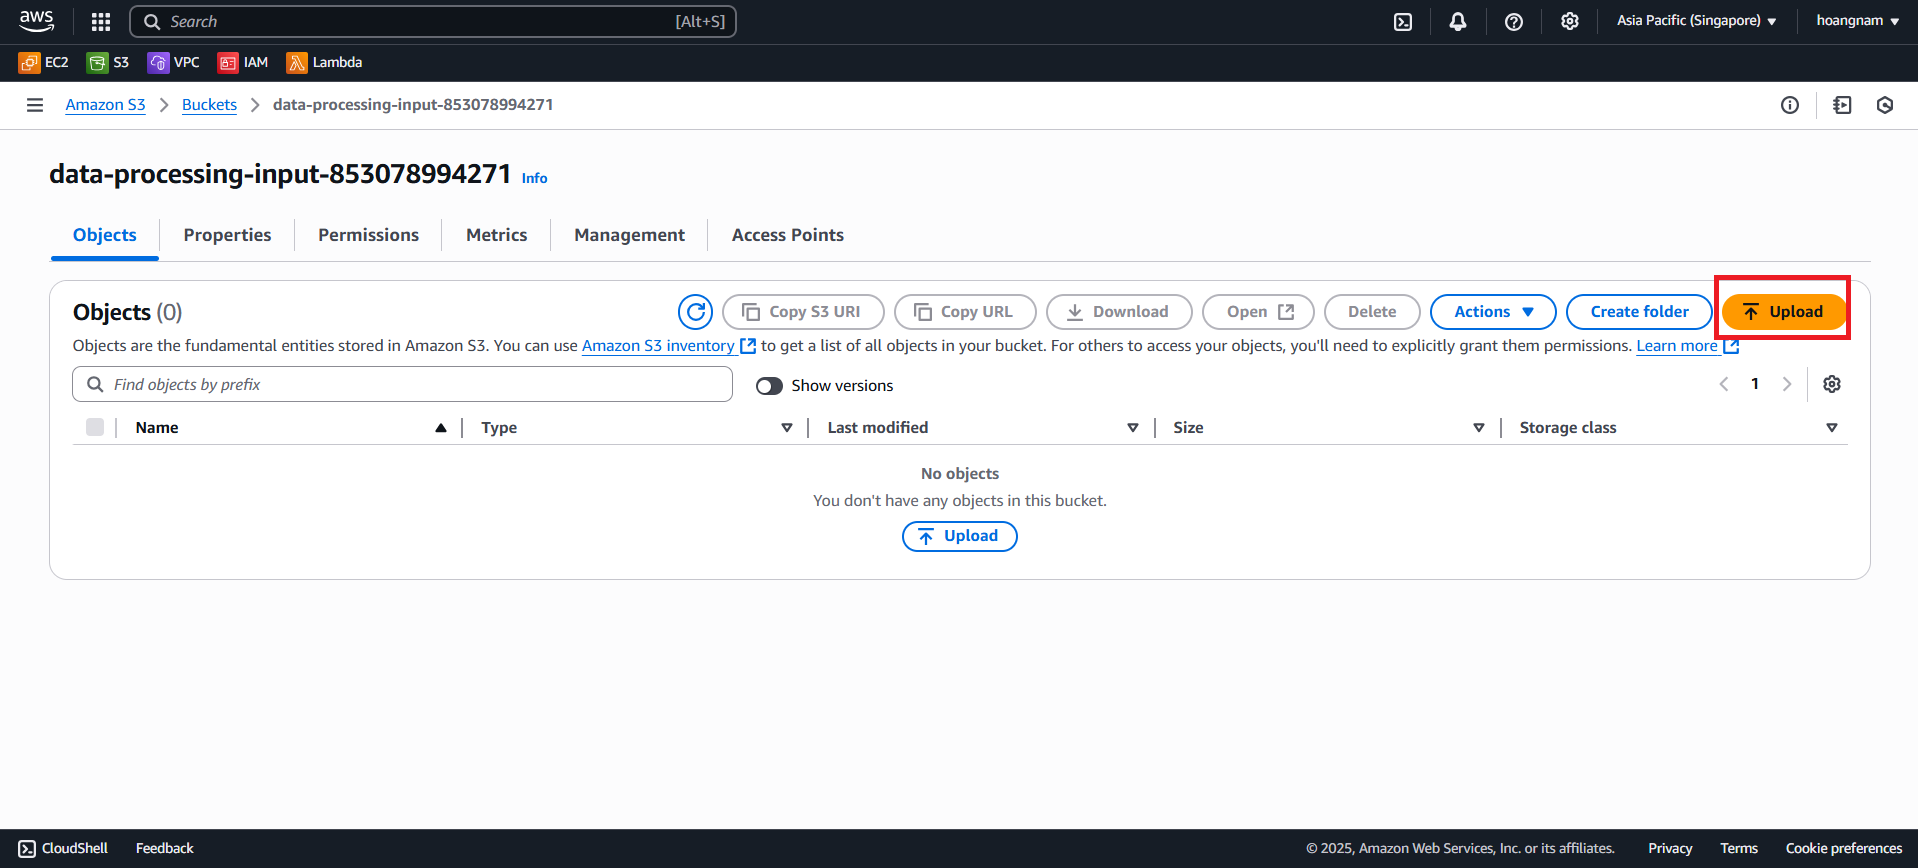 aws Search [Alt+S] Asia Pacific (Singapore) hoangnam
EC2 S3 VPC IAM Lambda
Amazon S3 Buckets data-processing-input-853078994271
data-processing-input-853078994271 Info
Objects Properties Permissions Metrics Management Access Points
Objects (0) Copy S3 URI Copy URL Download Open Delete Actions Create folder Upload
Objects are the fundamental entities stored in Amazon S3. You can use Amazon S3 inventory to get a list of all objects in your bucket. For others to access your objects, you'll need to explicitly grant them permissions. Learn more
Find objects by prefix Show versions 1
Name Type Last modified Size Storage class
No objects
You don't have any objects in this bucket.
Upload
CloudShell Feedback © 2025, Amazon Web Services, Inc. or its affiliates. Privacy Terms Cookie preferences